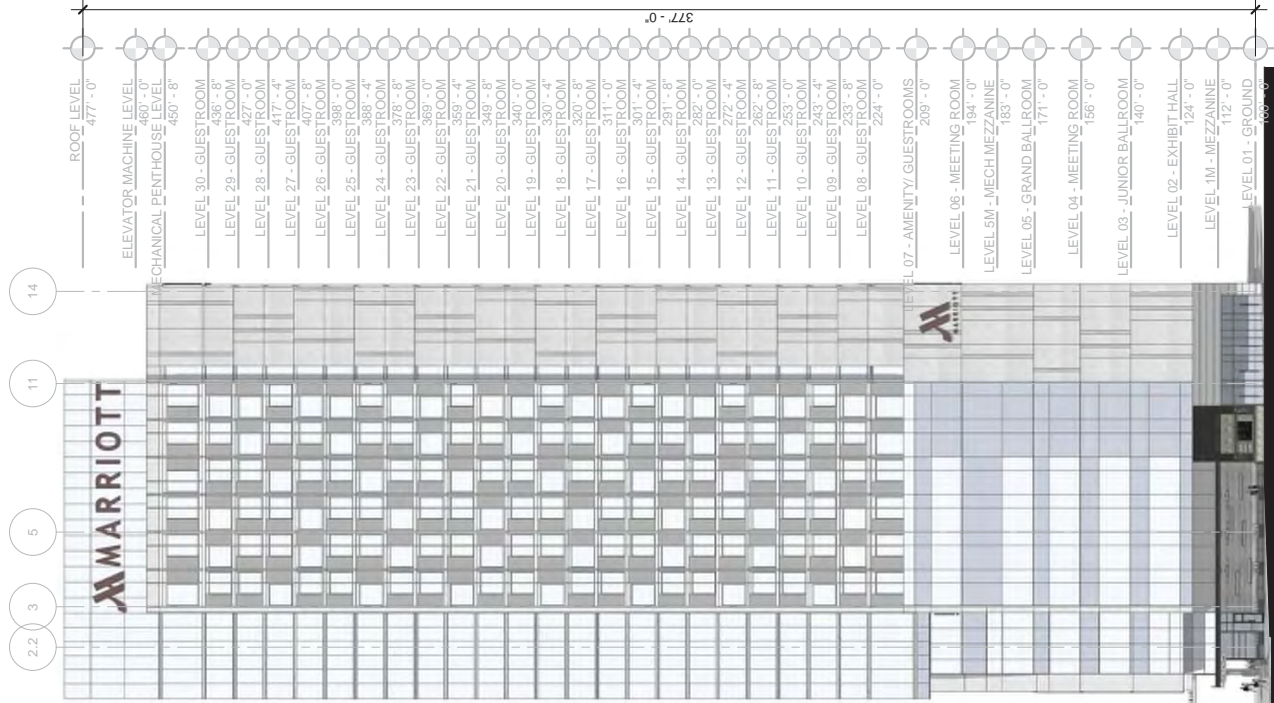 377' - 0"
ROOF LEVEL
477' - 0"
ELEVATOR MACHINE LEVEL
460' - 0"
MECHANICAL PENTHOUSE LEVEL
450' - 8"
LEVEL 30 - GUESTROOM
436' - 8"
LEVEL 29 - GUESTROOM
427' - 0"
LEVEL 28 - GUESTROOM
417' - 4"
LEVEL 27 - GUESTROOM
407' - 8"
LEVEL 26 - GUESTROOM
398' - 0"
LEVEL 25 - GUESTROOM
388' - 4"
LEVEL 24 - GUESTROOM
378' - 8"
LEVEL 23 - GUESTROOM
369' - 0"
LEVEL 22 - GUESTROOM
359' - 4"
LEVEL 21 - GUESTROOM
349' - 8"
LEVEL 20 - GUESTROOM
340' - 0"
LEVEL 19 - GUESTROOM
330' - 4"
LEVEL 18 - GUESTROOM
320' - 8"
LEVEL 17 - GUESTROOM
311' - 0"
LEVEL 16 - GUESTROOM
301' - 4"
LEVEL 15 - GUESTROOM
291' - 8"
LEVEL 14 - GUESTROOM
282' - 0"
LEVEL 13 - GUESTROOM
272' - 4"
LEVEL 12 - GUESTROOM
262' - 8"
LEVEL 11 - GUESTROOM
253' - 0"
LEVEL 10 - GUESTROOM
243' - 4"
LEVEL 09 - GUESTROOM
233' - 8"
LEVEL 08 - GUESTROOM
224' - 0"
LEVEL 07 - AMENITY/ GUESTROOMS
209' - 0"
LEVEL 06 - MEETING ROOM
194' - 0"
LEVEL 5M - MECH MEZZANINE
183' - 0"
LEVEL 05 - GRAND BALLROOM
171' - 0"
LEVEL 04 - MEETING ROOM
156' - 0"
LEVEL 03 - JUNIOR BALLROOM
140' - 0"
LEVEL 02 - EXHIBIT HALL
124' - 0"
LEVEL 1M - MEZZANINE
112' - 0"
LEVEL 01 - GROUND
100' - 0"
2.2
3
5
11
14
MARRIOTT
MARRIOTT